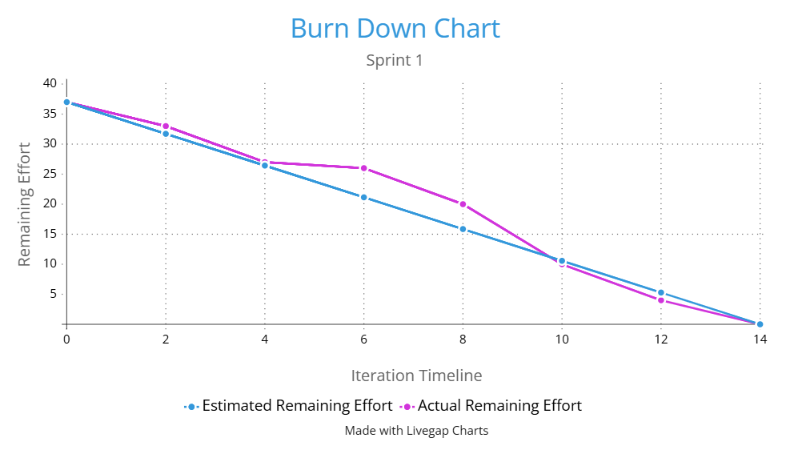 Burn Down Chart
Sprint 1
40
35
30
25
20
15
10
5
Remaining Effort
0 2 4 6 8 10 12 14
Iteration Timeline
Estimated Remaining Effort Actual Remaining Effort
Made with Livegap Charts